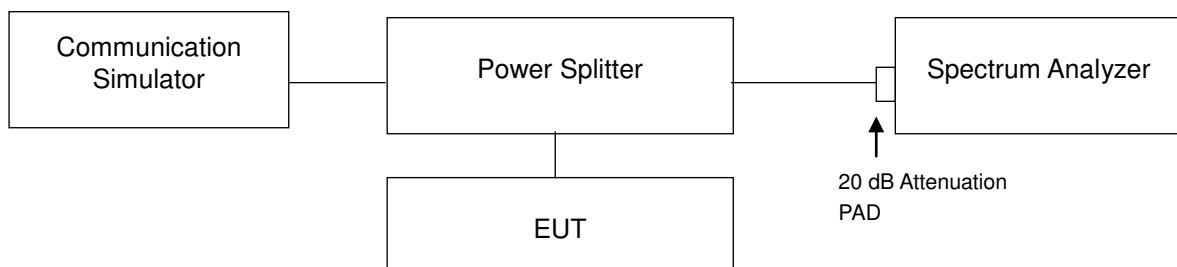 Communication
Simulator
Power Splitter
Spectrum Analyzer
20 dB Attenuation
PAD
EUT